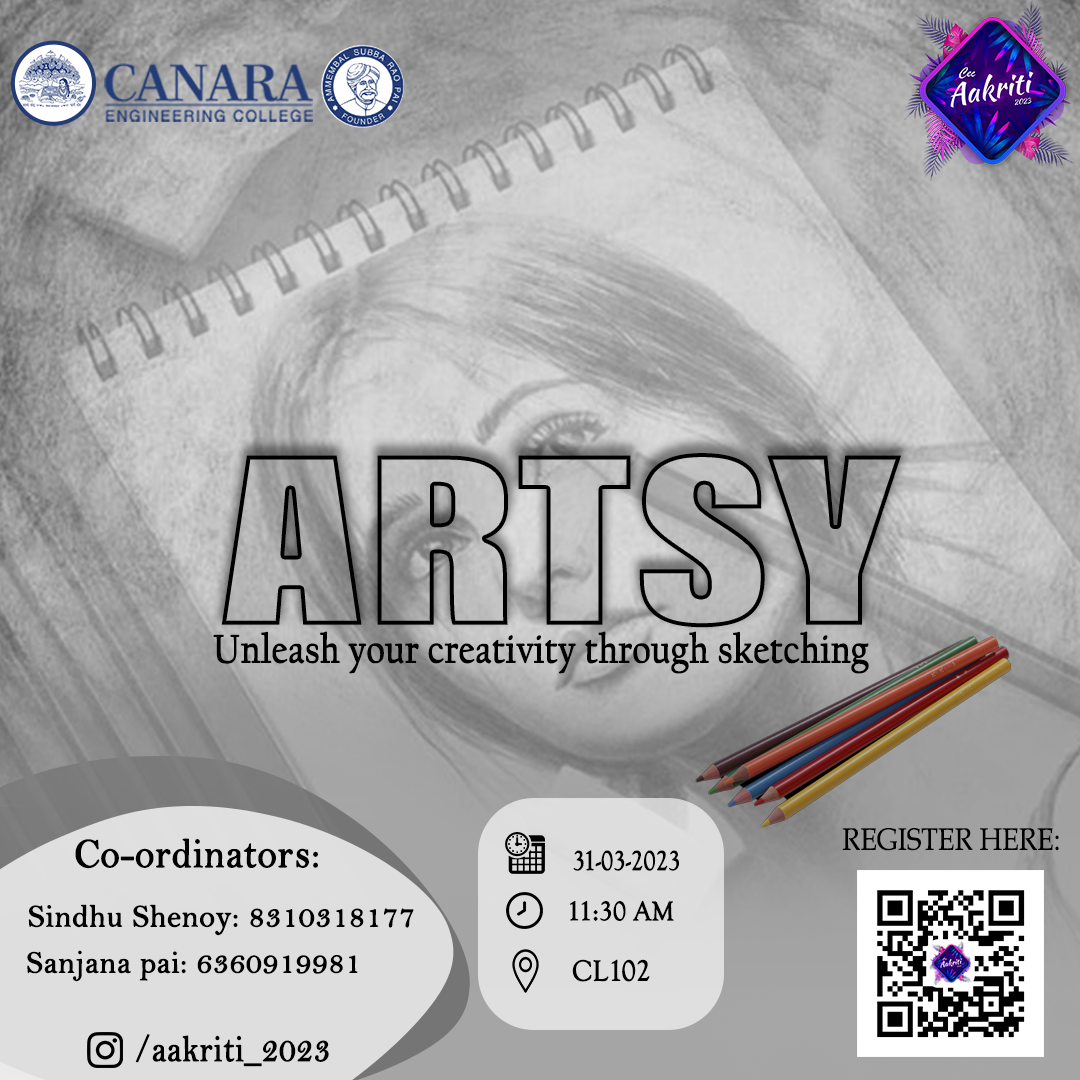 CANARA
ENGINEERING COLLEGE
AMMEMBAL SUBBA RAO PAI
FOUNDER
Cec
Aakriti
2023
ARTSY
Unleash your creativity through sketching
Co-ordinators:
Sindhu Shenoy: 8310318177
Sanjana pai: 6360919981
/aakriti_2023
31-03-2023
11:30 AM
CL102
REGISTER HERE:
Aakriti